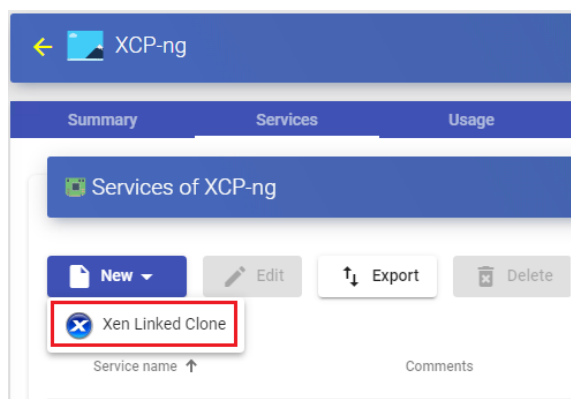 XCP-ng
Summary Services Usage
Services of XCP-ng
New Edit Export Delete
Xen Linked Clone
Service name Comments